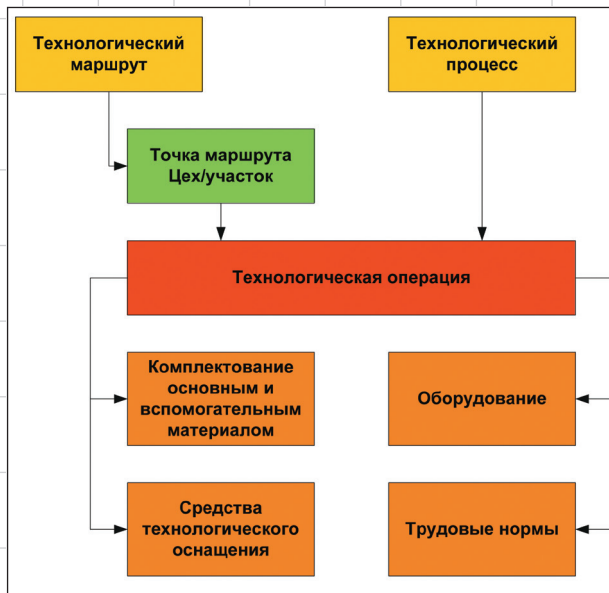 Технологический
маршрут
Технологический
процесс
Точка маршрута
Цех/участок
Технологическая операция
Комплектование
основным и
вспомогательным
материалом
Оборудование
Средства
технологического
оснащения
Трудовые нормы